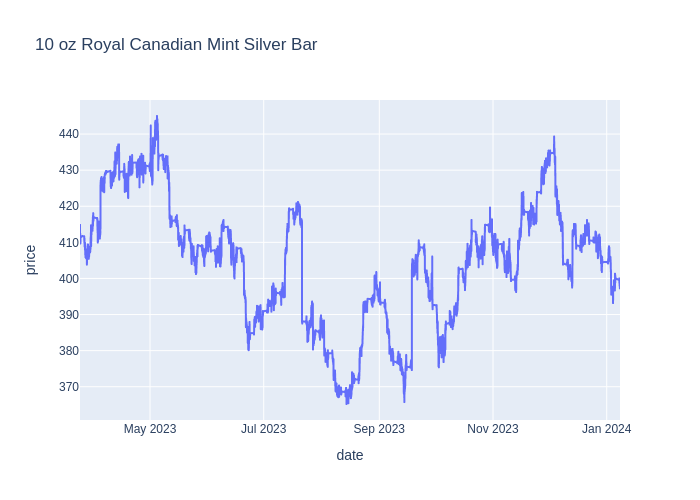 10 oz Royal Canadian Mint Silver Bar
440
430
420
410
400
390
380
370
price
May 2023
Jul 2023
Sep 2023
Nov 2023
Jan 2024
date